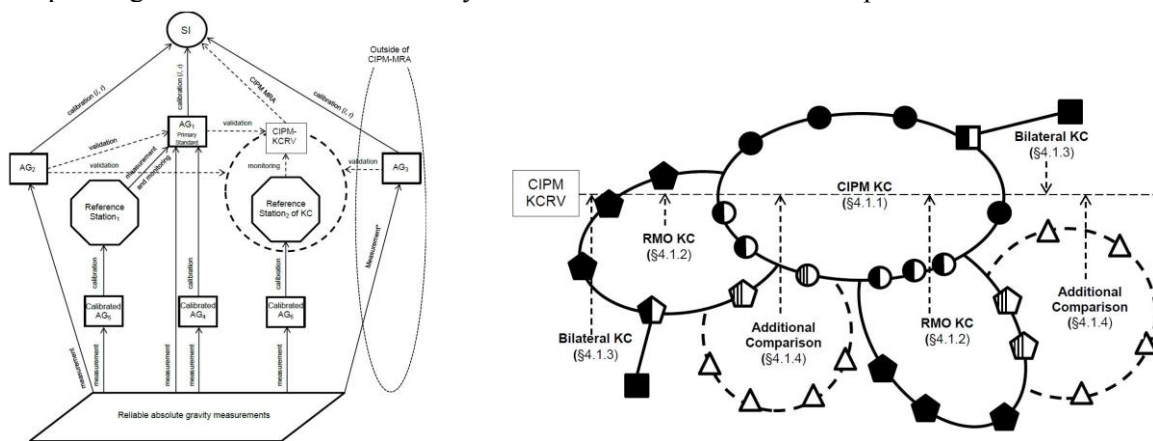 SI
Outside of
CIPM-MRA
calibration (i, r)
calibration (i, r)
CIPM MRA
calibration (i, r)
AG1
Primary
Standard
CIPM-
KCRV
validation
validation
validation
validation
measurement
and monitoring
monitoring
AG2
AG3
Reference
Station1
Reference
Station2 of KC
Measurement*
calibration
calibration
calibration
Calibrated
AG5
Calibrated
AG4
Calibrated
AG6
measurement
measurement
measurement
measurement
Reliable absolute gravity measurements
Bilateral KC
(§4.1.3)
CIPM
KCRV
CIPM KC
(§4.1.1)
RMO KC
(§4.1.2)
Additional
Comparison
(§4.1.4)
Bilateral KC
(§4.1.3)
Additional
Comparison
(§4.1.4)
RMO KC
(§4.1.2)